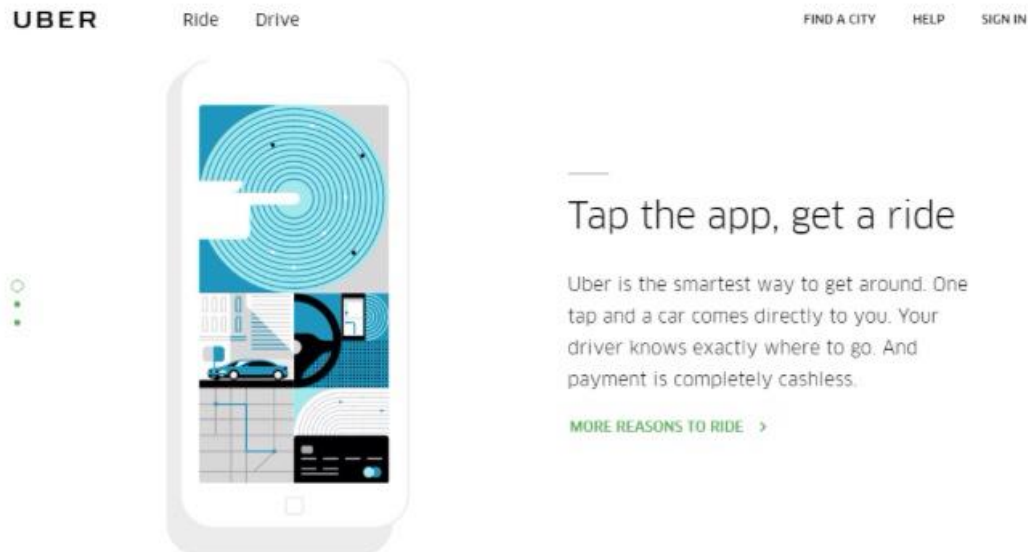 UBER
Ride
Drive
FIND A CITY
HELP
SIGN IN
Tap the app, get a ride
Uber is the smartest way to get around. One
tap and a car comes directly to you. Your
driver knows exactly where to go. And
payment is completely cashless.
MORE REASONS TO RIDE >